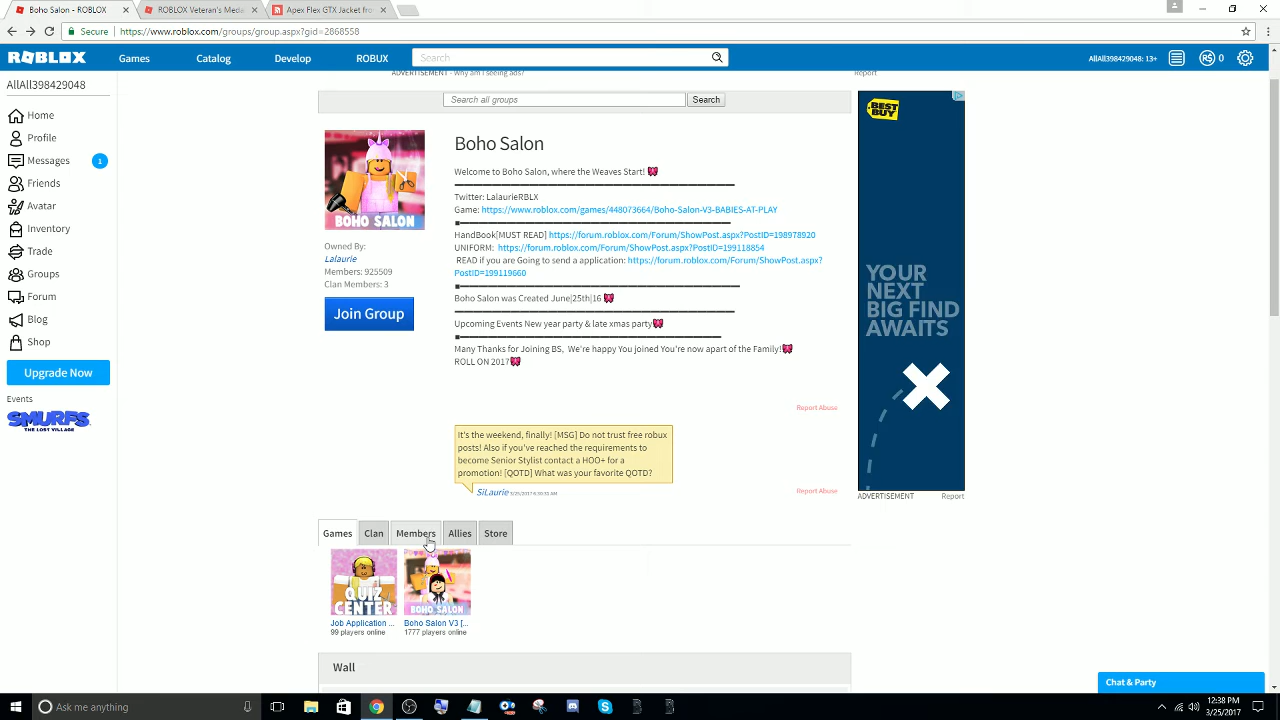 Boho Salon - ROBLOX
ROBLOX Veteran's Meda
Apex Flex GTX Jacket fro
Secure
https://www.roblox.com/groups/group.aspx?gid=2868558
ROBLOX
Games
Catalog
Develop
ROBUX
Search
AllAll398429048: 13+
0
AllAll398429048
ADVERTISEMENT - Why am I seeing ads?
Report
Search all groups
Search
Home
Profile
Messages
1
Friends
Avatar
Inventory
Trade
Groups
Forum
Blog
Shop
Upgrade Now
Events
SMURFS
THE LOST VILLAGE
BOHO SALON
Owned By:
Lalaurie
Members: 925509
Clan Members: 3
Join Group
Boho Salon
Welcome to Boho Salon, where the Weaves Start!
Twitter: LalaurieRBLX
Game: https://www.roblox.com/games/448073664/Boho-Salon-V3-BABIES-AT-PLAY
HandBook[MUST READ] https://forum.roblox.com/Forum/ShowPost.aspx?PostID=198978920
UNIFORM: https://forum.roblox.com/Forum/ShowPost.aspx?PostID=199118854
READ if you are Going to send a application: https://forum.roblox.com/Forum/ShowPost.aspx?
PostID=199119660
Boho Salon was Created June|25th|16
Upcoming Events New year party & late xmas party
Many Thanks for Joining BS, We're happy You joined You're now apart of the Family!
ROLL ON 2017
Report Abuse
It's the weekend, finally! [MSG] Do not trust free robux
posts! Also if you've reached the requirements to
become Senior Stylist contact a HOO+ for a
promotion! [QOTD] What was your favorite QOTD?
SiLaurie
Report Abuse
BEST BUY
YOUR
NEXT
BIG FIND
AWAITS
ADVERTISEMENT
Report
Games
Clan
Members
Allies
Store
QUIZ
CENTER
BOHO SALON
Job Application ...
99 players online
Boho Salon V3 [...
1777 players online
Wall
Chat & Party
Ask me anything
12:38 PM
3/25/2017